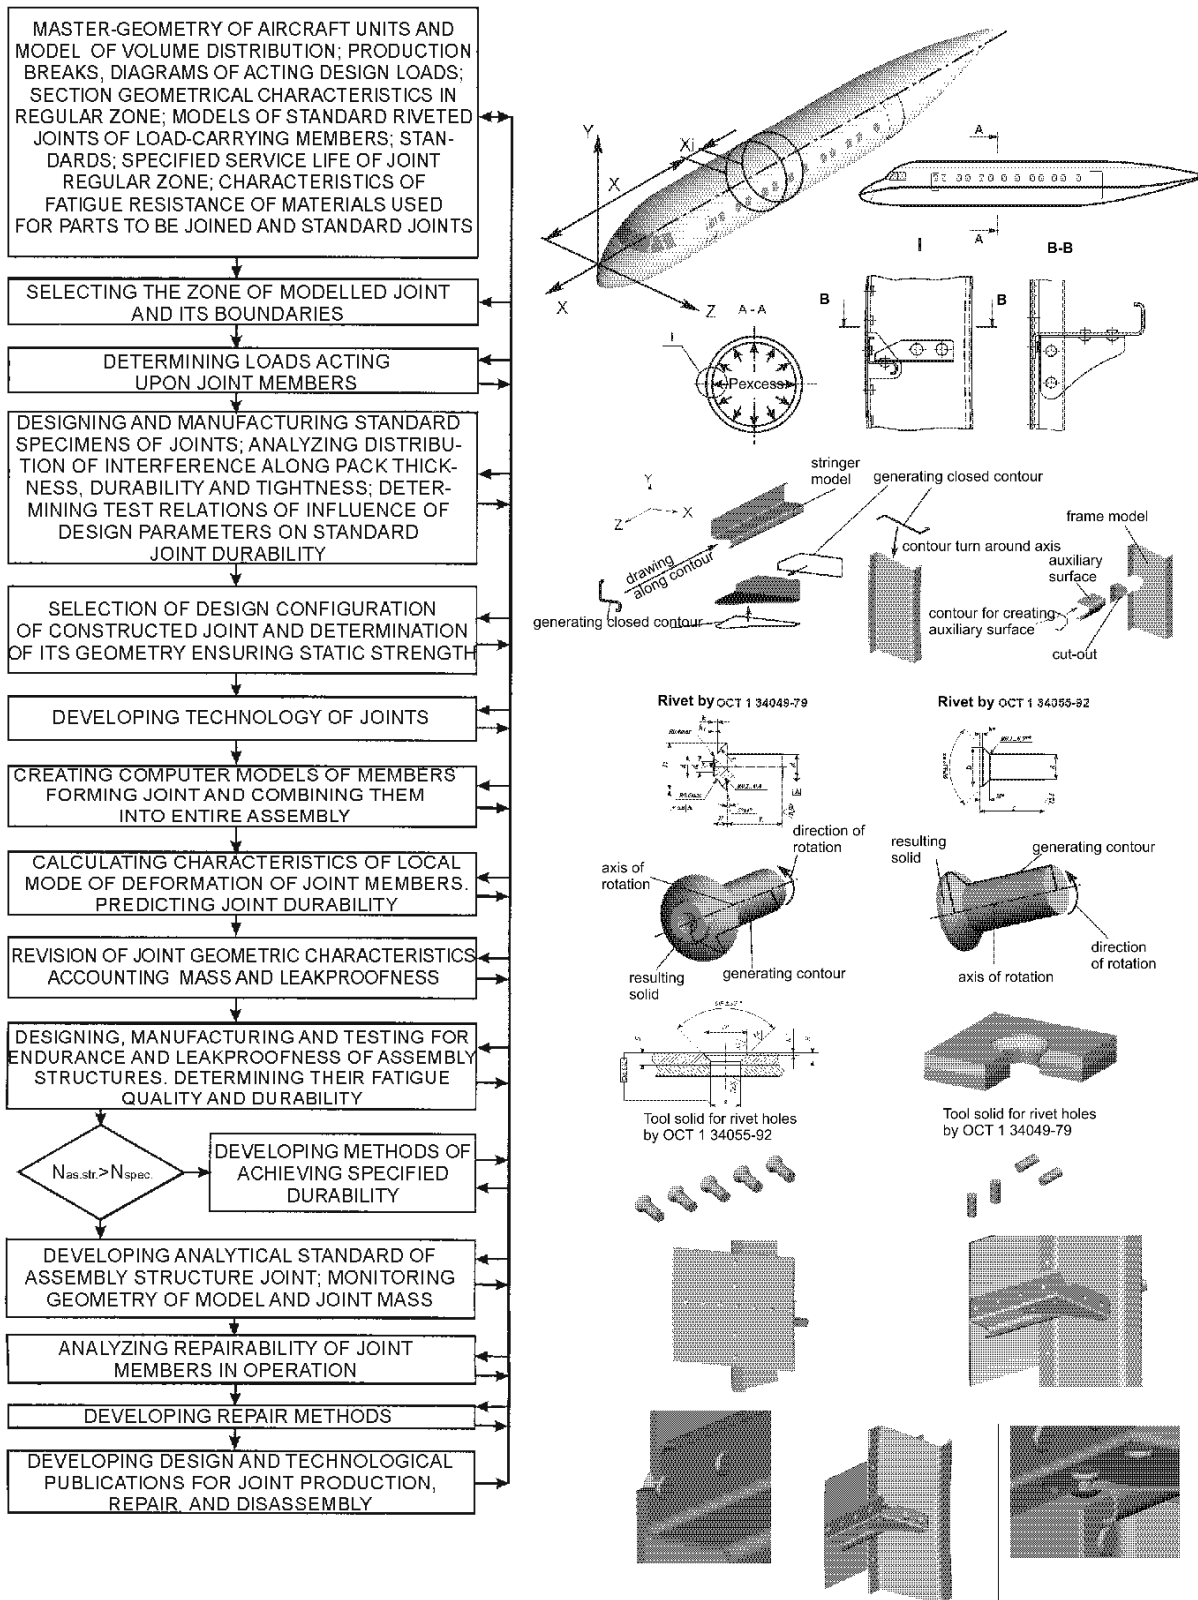 MASTER-GEOMETRY OF AIRCRAFT UNITS AND
MODEL OF VOLUME DISTRIBUTION; PRODUCTION
BREAKS, DIAGRAMS OF ACTING DESIGN LOADS;
SECTION GEOMETRICAL CHARACTERISTICS IN
REGULAR ZONE; MODELS OF STANDARD RIVETED
JOINTS OF LOAD-CARRYING MEMBERS; STAN-
DARDS; SPECIFIED SERVICE LIFE OF JOINT
REGULAR ZONE; CHARACTERISTICS OF
FATIGUE RESISTANCE OF MATERIALS USED
FOR PARTS TO BE JOINED AND STANDARD JOINTS
SELECTING THE ZONE OF MODELLED JOINT
AND ITS BOUNDARIES
DETERMINING LOADS ACTING
UPON JOINT MEMBERS
DESIGNING AND MANUFACTURING STANDARD
SPECIMENS OF JOINTS; ANALYZING DISTRIBU-
TION OF INTERFERENCE ALONG PACK THICK-
NESS, DURABILITY AND TIGHTNESS; DETER-
MINING TEST RELATIONS OF INFLUENCE OF
DESIGN PARAMETERS ON STANDARD
JOINT DURABILITY
SELECTION OF DESIGN CONFIGURATION
OF CONSTRUCTED JOINT AND DETERMINATION
OF ITS GEOMETRY ENSURING STATIC STRENGTH
DEVELOPING TECHNOLOGY OF JOINTS
CREATING COMPUTER MODELS OF MEMBERS
FORMING JOINT AND COMBINING THEM
INTO ENTIRE ASSEMBLY
CALCULATING CHARACTERISTICS OF LOCAL
MODE OF DEFORMATION OF JOINT MEMBERS.
PREDICTING JOINT DURABILITY
REVISION OF JOINT GEOMETRIC CHARACTERISTICS
ACCOUNTING MASS AND LEAKPROOFNESS
DESIGNING, MANUFACTURING AND TESTING FOR
ENDURANCE AND LEAKPROOFNESS OF ASSEMBLY
STRUCTURES. DETERMINING THEIR FATIGUE
QUALITY AND DURABILITY
Nas.str.>Nspec.
DEVELOPING METHODS OF
ACHIEVING SPECIFIED
DURABILITY
DEVELOPING ANALYTICAL STANDARD OF
ASSEMBLY STRUCTURE JOINT; MONITORING
GEOMETRY OF MODEL AND JOINT MASS
ANALYZING REPAIRABILITY OF JOINT
MEMBERS IN OPERATION
DEVELOPING REPAIR METHODS
DEVELOPING DESIGN AND TECHNOLOGICAL
PUBLICATIONS FOR JOINT PRODUCTION,
REPAIR, AND DISASSEMBLY
Y
Xi
X
X
Z
A
A
A-A
I
Pexcess
I
B-B
B
B
Y
X
Z
stringer
model
generating closed contour
drawing
along contour
generating closed contour
contour turn around axis
frame model
auxiliary
surface
contour for creating
auxiliary surface
cut-out
Rivet by OCT 1 34049-79
Rivet by OCT 1 34055-92
direction of
rotation
axis of
rotation
resulting
solid
generating contour
resulting
solid
generating contour
axis of rotation
direction
of rotation
Tool solid for rivet holes
by OCT 1 34055-92
Tool solid for rivet holes
by OCT 1 34049-79